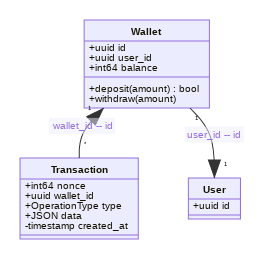 Wallet
+uuid id
+uuid user_id
+int64 balance
+deposit(amount) : bool
+withdraw(amount)
1
1
wallet_id -- id
user_id -- id
*
1
Transaction
+int64 nonce
+uuid wallet_id
+OperationType type
+JSON data
-timestamp created_at
User
+uuid id